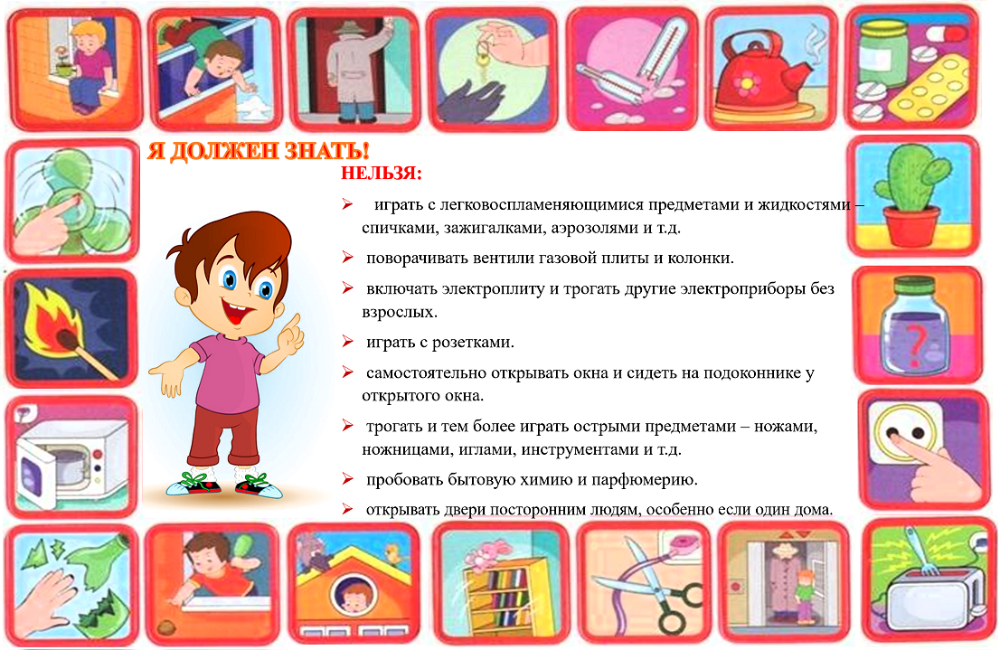 Я ДОЛЖЕН ЗНАТЬ!
НЕЛЬЗЯ:
играть с легковоспламеняющимися предметами и жидкостями –
спичками, зажигалками, аэрозолями и т.д.
поворачивать вентили газовой плиты и колонки.
включать электроплиту и трогать другие электроприборы без
взрослых.
играть с розетками.
самостоятельно открывать окна и сидеть на подоконнике у
открытого окна.
трогать и тем более играть острыми предметами – ножами,
ножницами, иглами, инструментами и т.д.
пробовать бытовую химию и парфюмерию.
открывать двери посторонним людям, особенно если один дома.
?